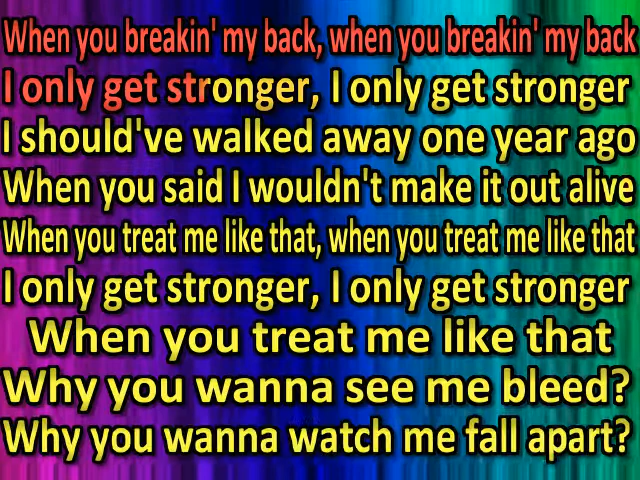 When you breakin' my back, when you breakin' my back
I only get stronger, I only get stronger
I should've walked away one year ago
When you said I wouldn't make it out alive
When you treat me like that, when you treat me like that
I only get stronger, I only get stronger
When you treat me like that
Why you wanna see me bleed?
Why you wanna watch me fall apart?